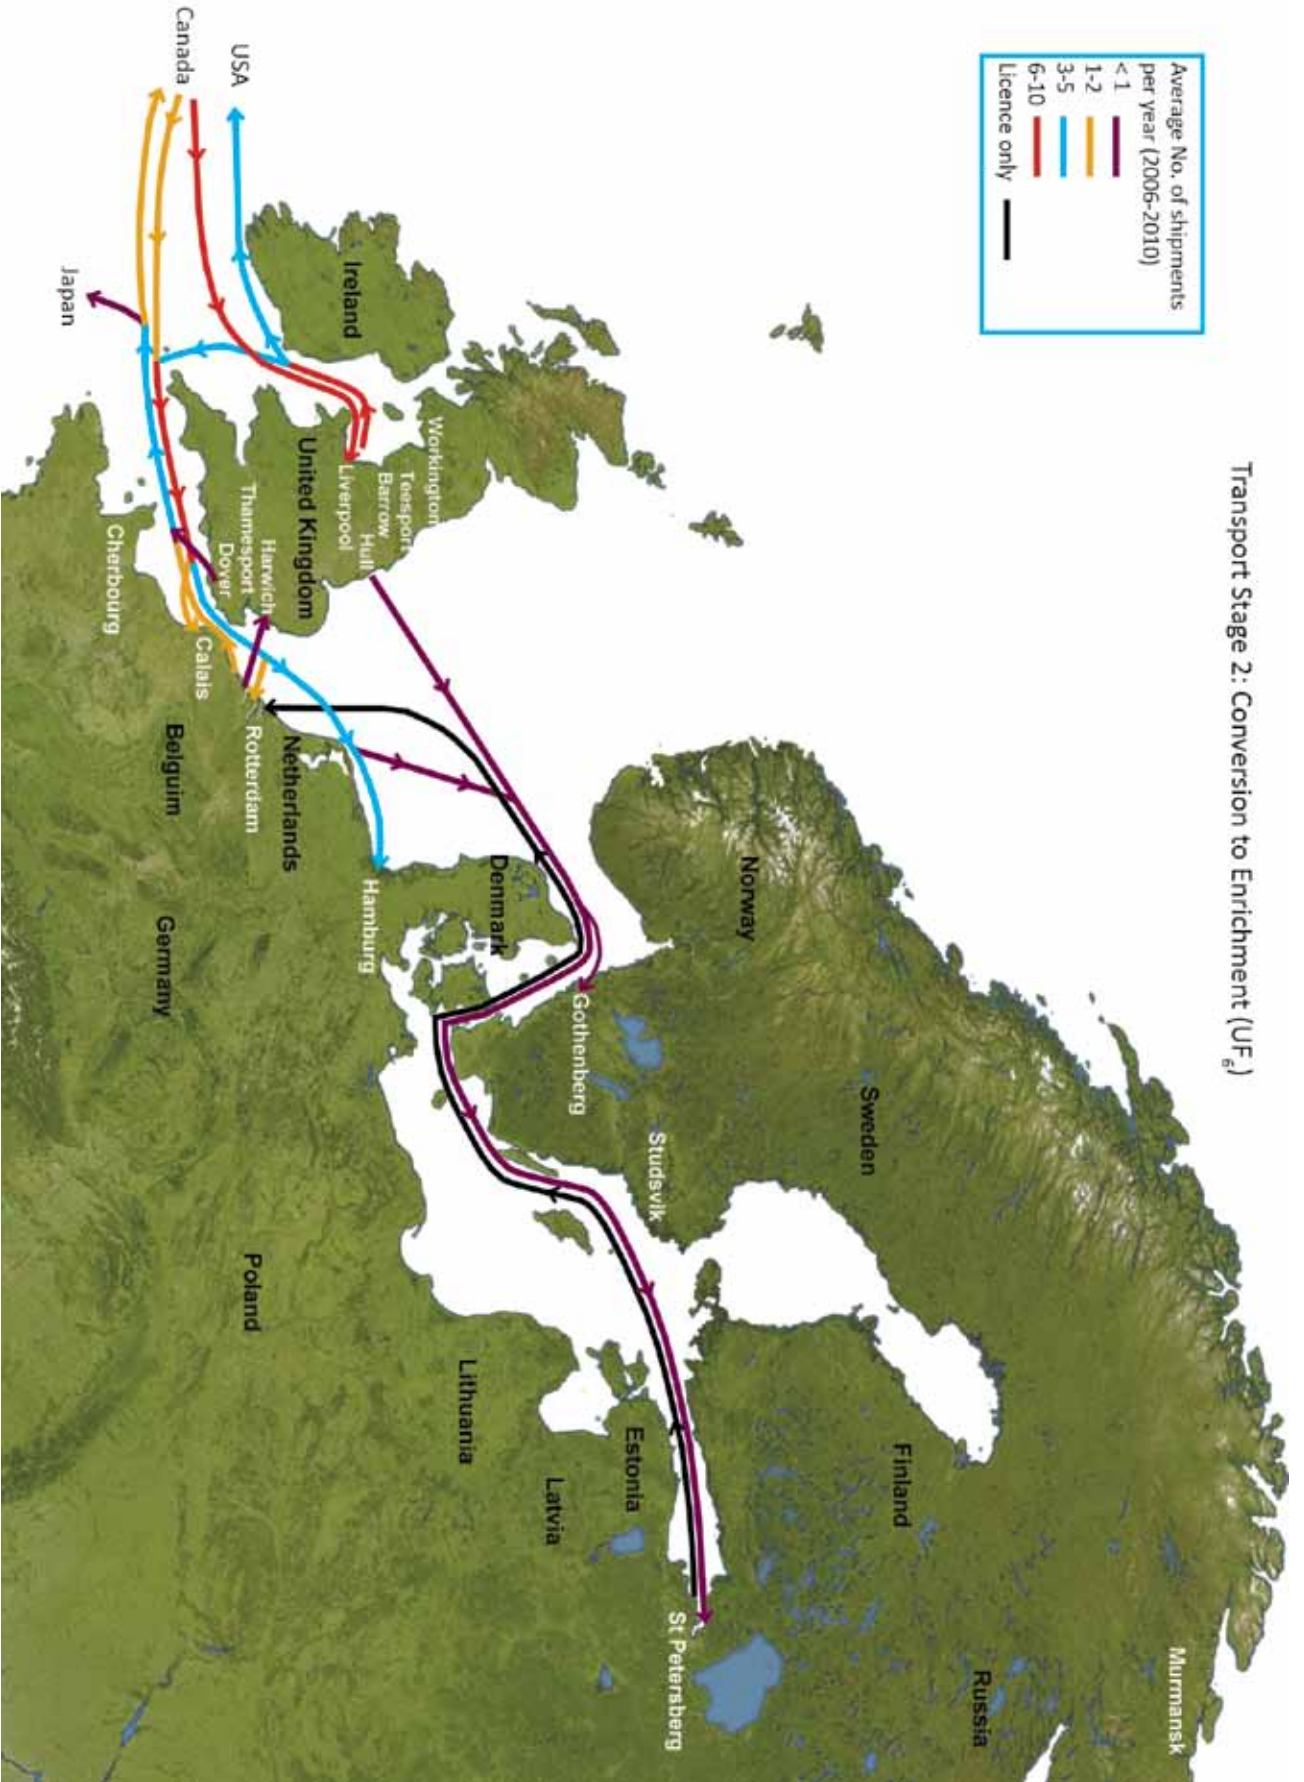 Transport Stage 2: Conversion to Enrichment (UF6)
Average No. of shipments
per year (2006-2010)
< 1
1-2
3-5
6-10
Licence only
Murmansk
Norway
Sweden
Finland
Russia
Studsvik
Gothenberg
St Petersberg
Estonia
Latvia
Lithuania
Denmark
Workington
Teesport
Barrow
Hull
Liverpool
Ireland
United Kingdom
Harwich
Thamesport
Dover
Hamburg
Netherlands
Rotterdam
Poland
USA
Canada
Calais
Belguim
Germany
Cherbourg
Japan